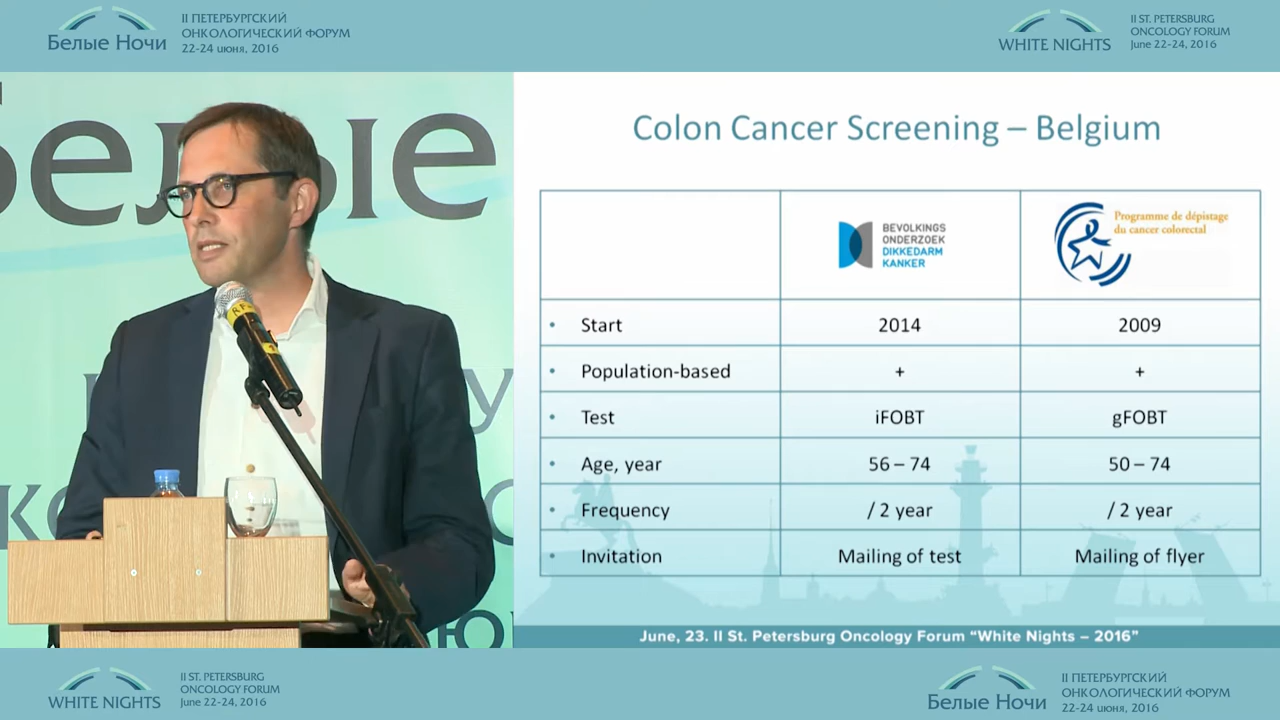 Белые Ночи
II ПЕТЕРБУРГСКИЙ
ОНКОЛОГИЧЕСКИЙ ФОРУМ
22-24 июня, 2016
WHITE NIGHTS
II ST. PETERSBURG
ONCOLOGY FORUM
June 22-24, 2016
Colon Cancer Screening – Belgium
BEVOLKINGS
ONDERZOEK
DIKKEDARM
KANKER
Programme de dépistage
du cancer colorectal
• Start 2014 2009
• Population-based + +
• Test iFOBT gFOBT
• Age, year 56 – 74 50 – 74
• Frequency / 2 year / 2 year
• Invitation Mailing of test Mailing of flyer
June, 23. II St. Petersburg Oncology Forum “White Nights – 2016”
WHITE NIGHTS
II ST. PETERSBURG
ONCOLOGY FORUM
June 22-24, 2016
Белые Ночи
II ПЕТЕРБУРГСКИЙ
ОНКОЛОГИЧЕСКИЙ ФОРУМ
22-24 июня, 2016